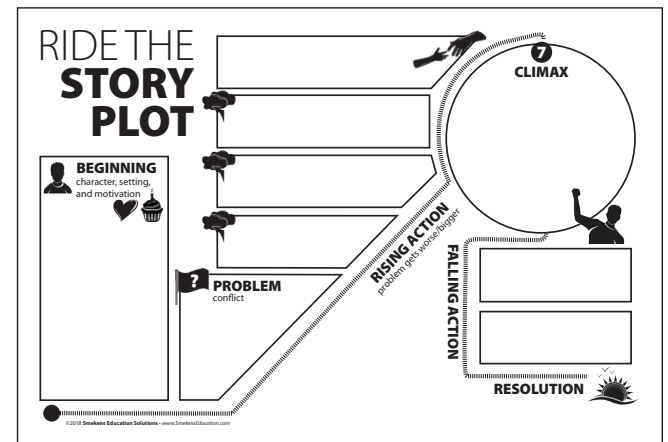 RIDE THE
STORY
PLOT
BEGINNING
character, setting,
and motivation
?
PROBLEM
conflict
RISING ACTION
problem gets worse/bigger
7
CLIMAX
FALLING ACTION
RESOLUTION
©2018 Smekens Education Solutions • www.SmekensEducation.com